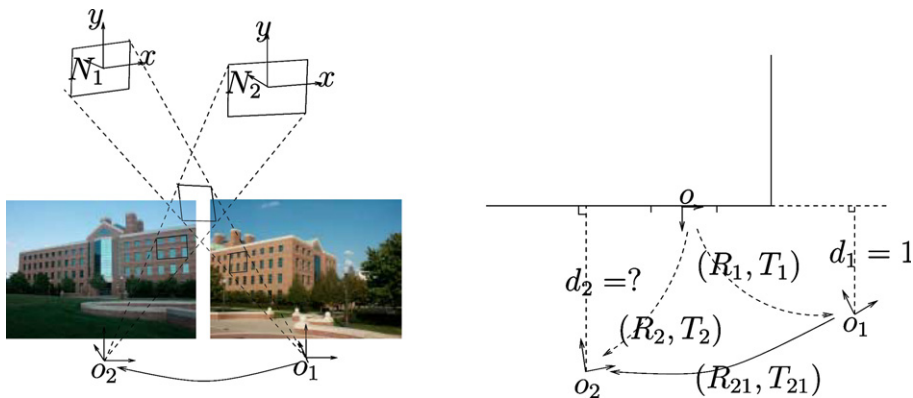 y
x
N₁
y
x
N₂
o₂
o₁
o
(R₁, T₁)
d₁ = 1
d₂ =?
(R₂, T₂)
o₁
(R₂₁, T₂₁)
o₂